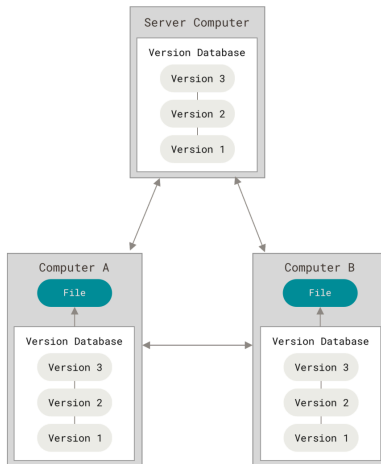 Server Computer
Version Database
Version 3
Version 2
Version 1
Computer A
File
Version Database
Version 3
Version 2
Version 1
Computer B
File
Version Database
Version 3
Version 2
Version 1